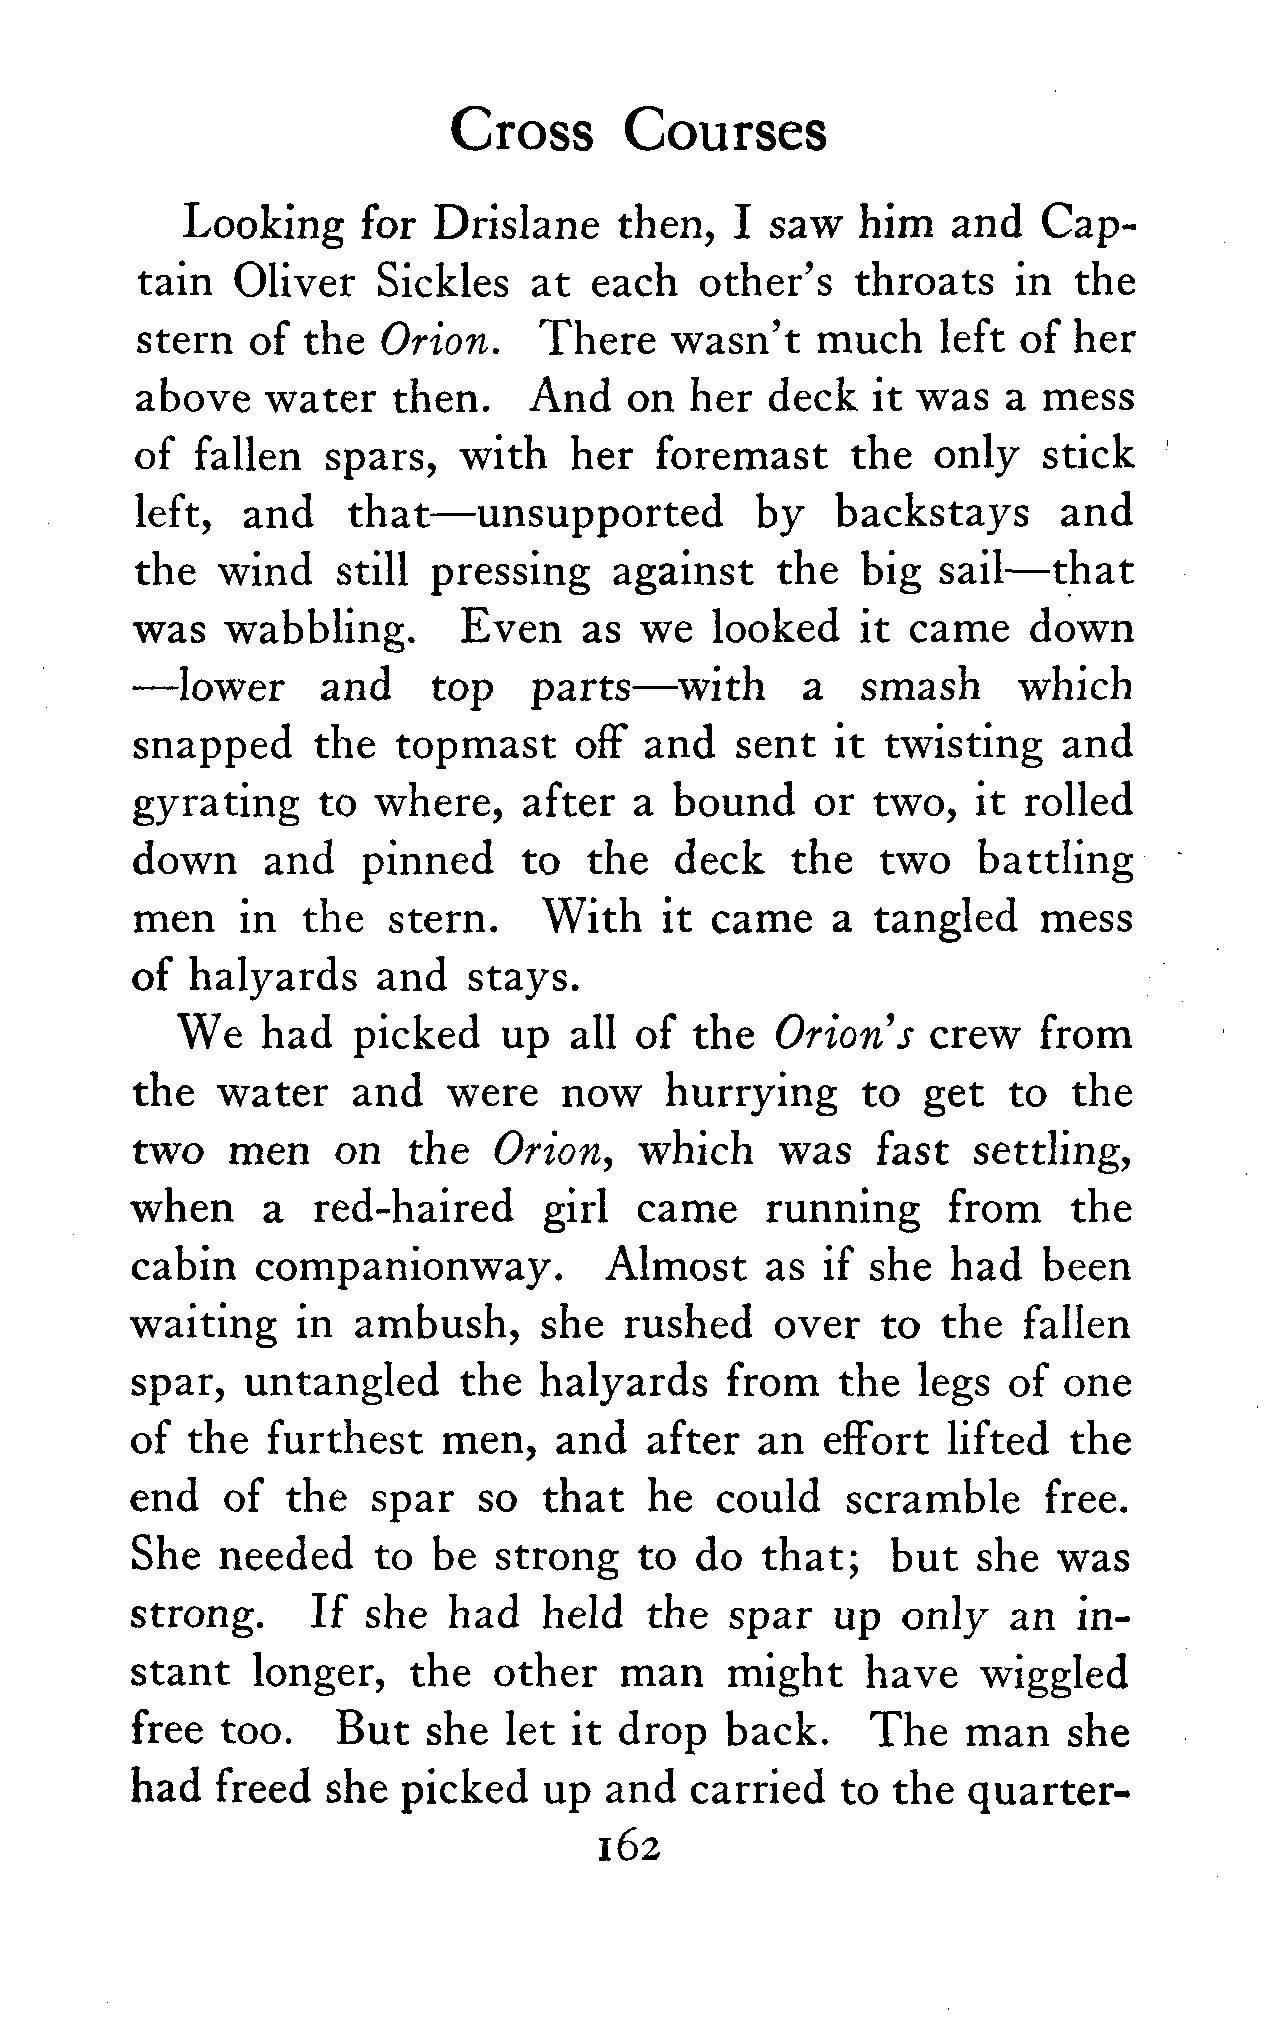 Cross Courses
Looking for Drislane then, I saw him and Cap-
tain Oliver Sickles at each other's throats in the
stern of the Orion. There wasn't much left of her
above water then. And on her deck it was a mess
of fallen spars, with her foremast the only stick
left, and that—unsupported by backstays and
the wind still pressing against the big sail—that
was wabbling. Even as we looked it came down
—lower and top parts—with a smash which
snapped the topmast off and sent it twisting and
gyrating to where, after a bound or two, it rolled
down and pinned to the deck the two battling
men in the stern. With it came a tangled mess
of halyards and stays.
We had picked up all of the Orion's crew from
the water and were now hurrying to get to the
two men on the Orion, which was fast settling,
when a red-haired girl came running from the
cabin companionway. Almost as if she had been
waiting in ambush, she rushed over to the fallen
spar, untangled the halyards from the legs of one
of the furthest men, and after an effort lifted the
end of the spar so that he could scramble free.
She needed to be strong to do that; but she was
strong. If she had held the spar up only an in-
stant longer, the other man might have wiggled
free too. But she let it drop back. The man she
had freed she picked up and carried to the quarter-
162